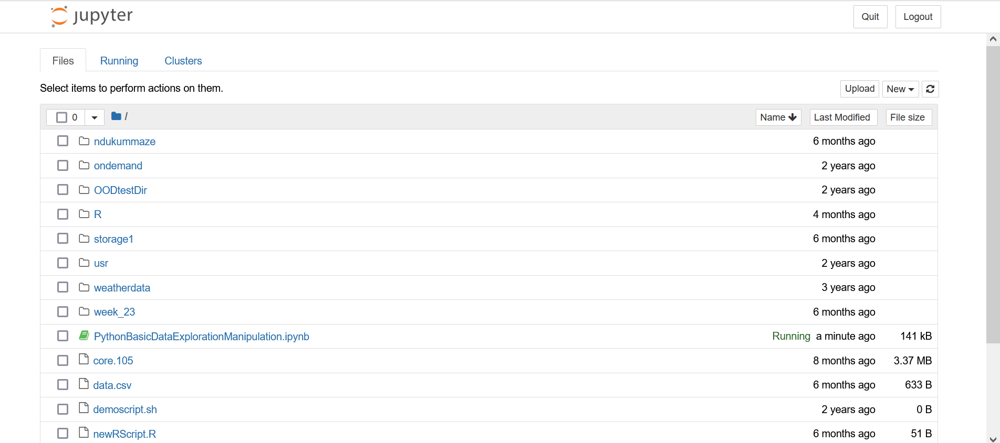 jupyter Quit Logout
Files Running Clusters
Select items to perform actions on them. Upload New
0 / Name Last Modified File size
ndukummaze 6 months ago
ondemand 2 years ago
OODtestDir 2 years ago
R 4 months ago
storage1 6 months ago
usr 2 years ago
weatherdata 3 years ago
week_23 6 months ago
PythonBasicDataExplorationManipulation.ipynb Running a minute ago 141 kB
core.105 8 months ago 3.37 MB
data.csv 6 months ago 633 B
demoscript.sh 2 years ago 0 B
newRScript.R 6 months ago 51 B